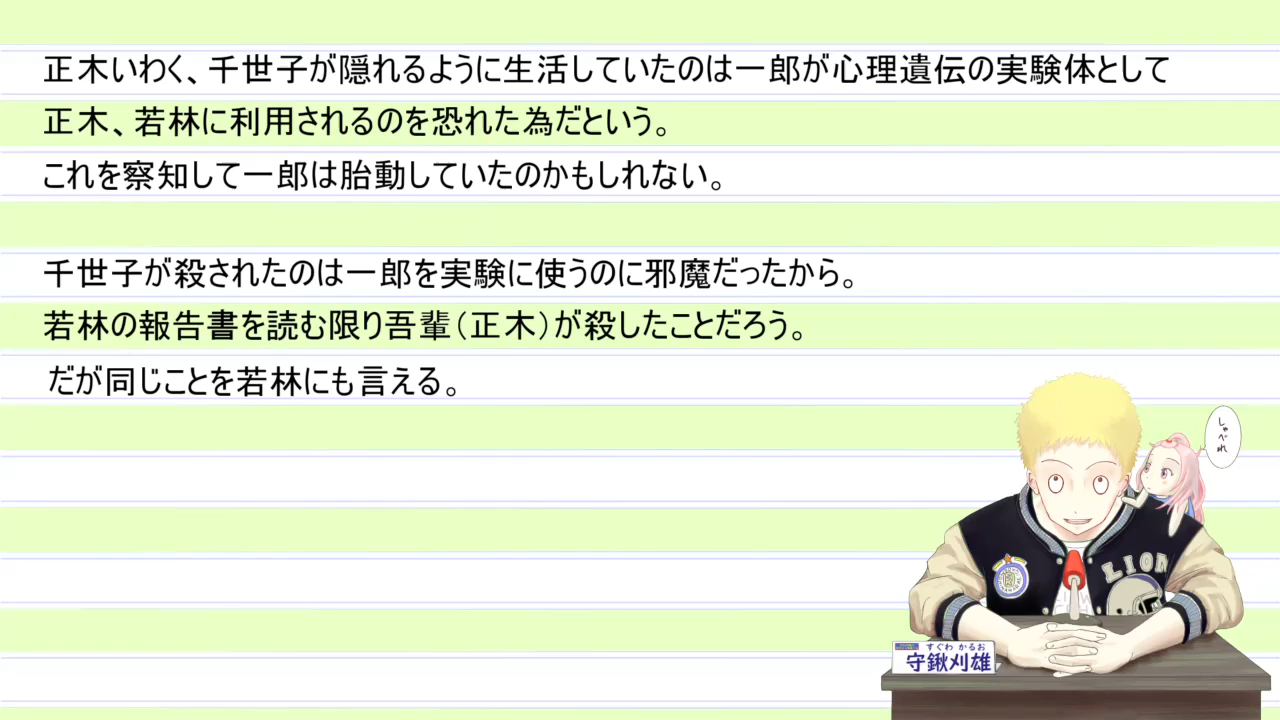 正木いわく、千世子が隠れるように生活していたのは一郎が心理遺伝の実験体として
正木、若林に利用されるのを恐れた為だという。
これを察知して一郎は胎動していたのかもしれない。
千世子が殺されたのは一郎を実験に使うのに邪魔だったから。
若林の報告書を読む限り吾輩（正木）が殺したことだろう。
だが同じことを若林にも言える。
しゃべれ
LION
すぐわ かるお
守鍬刈雄